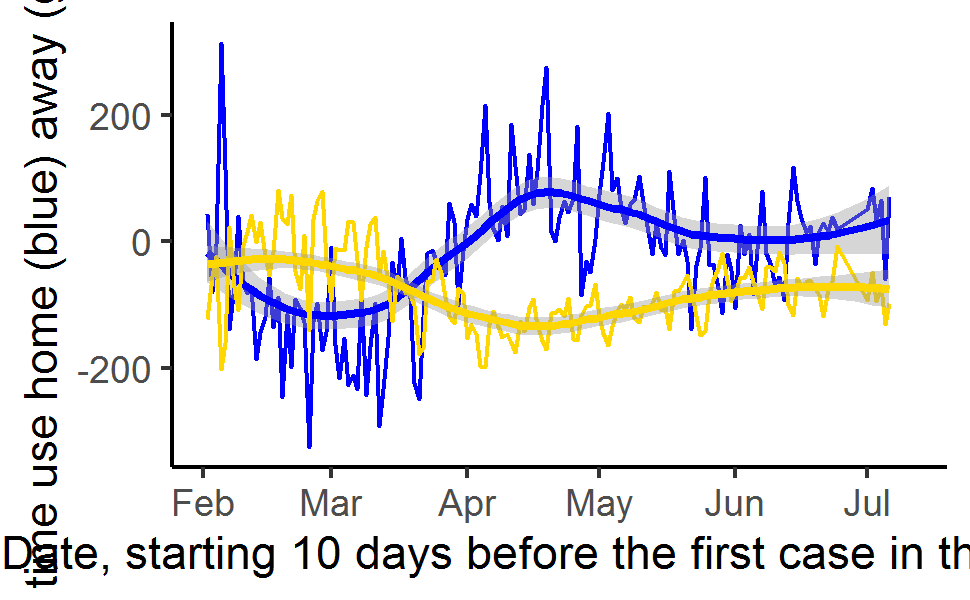 time use home (blue) away (
200
0
-200
Feb Mar Apr May Jun Jul
Date, starting 10 days before the first case in th